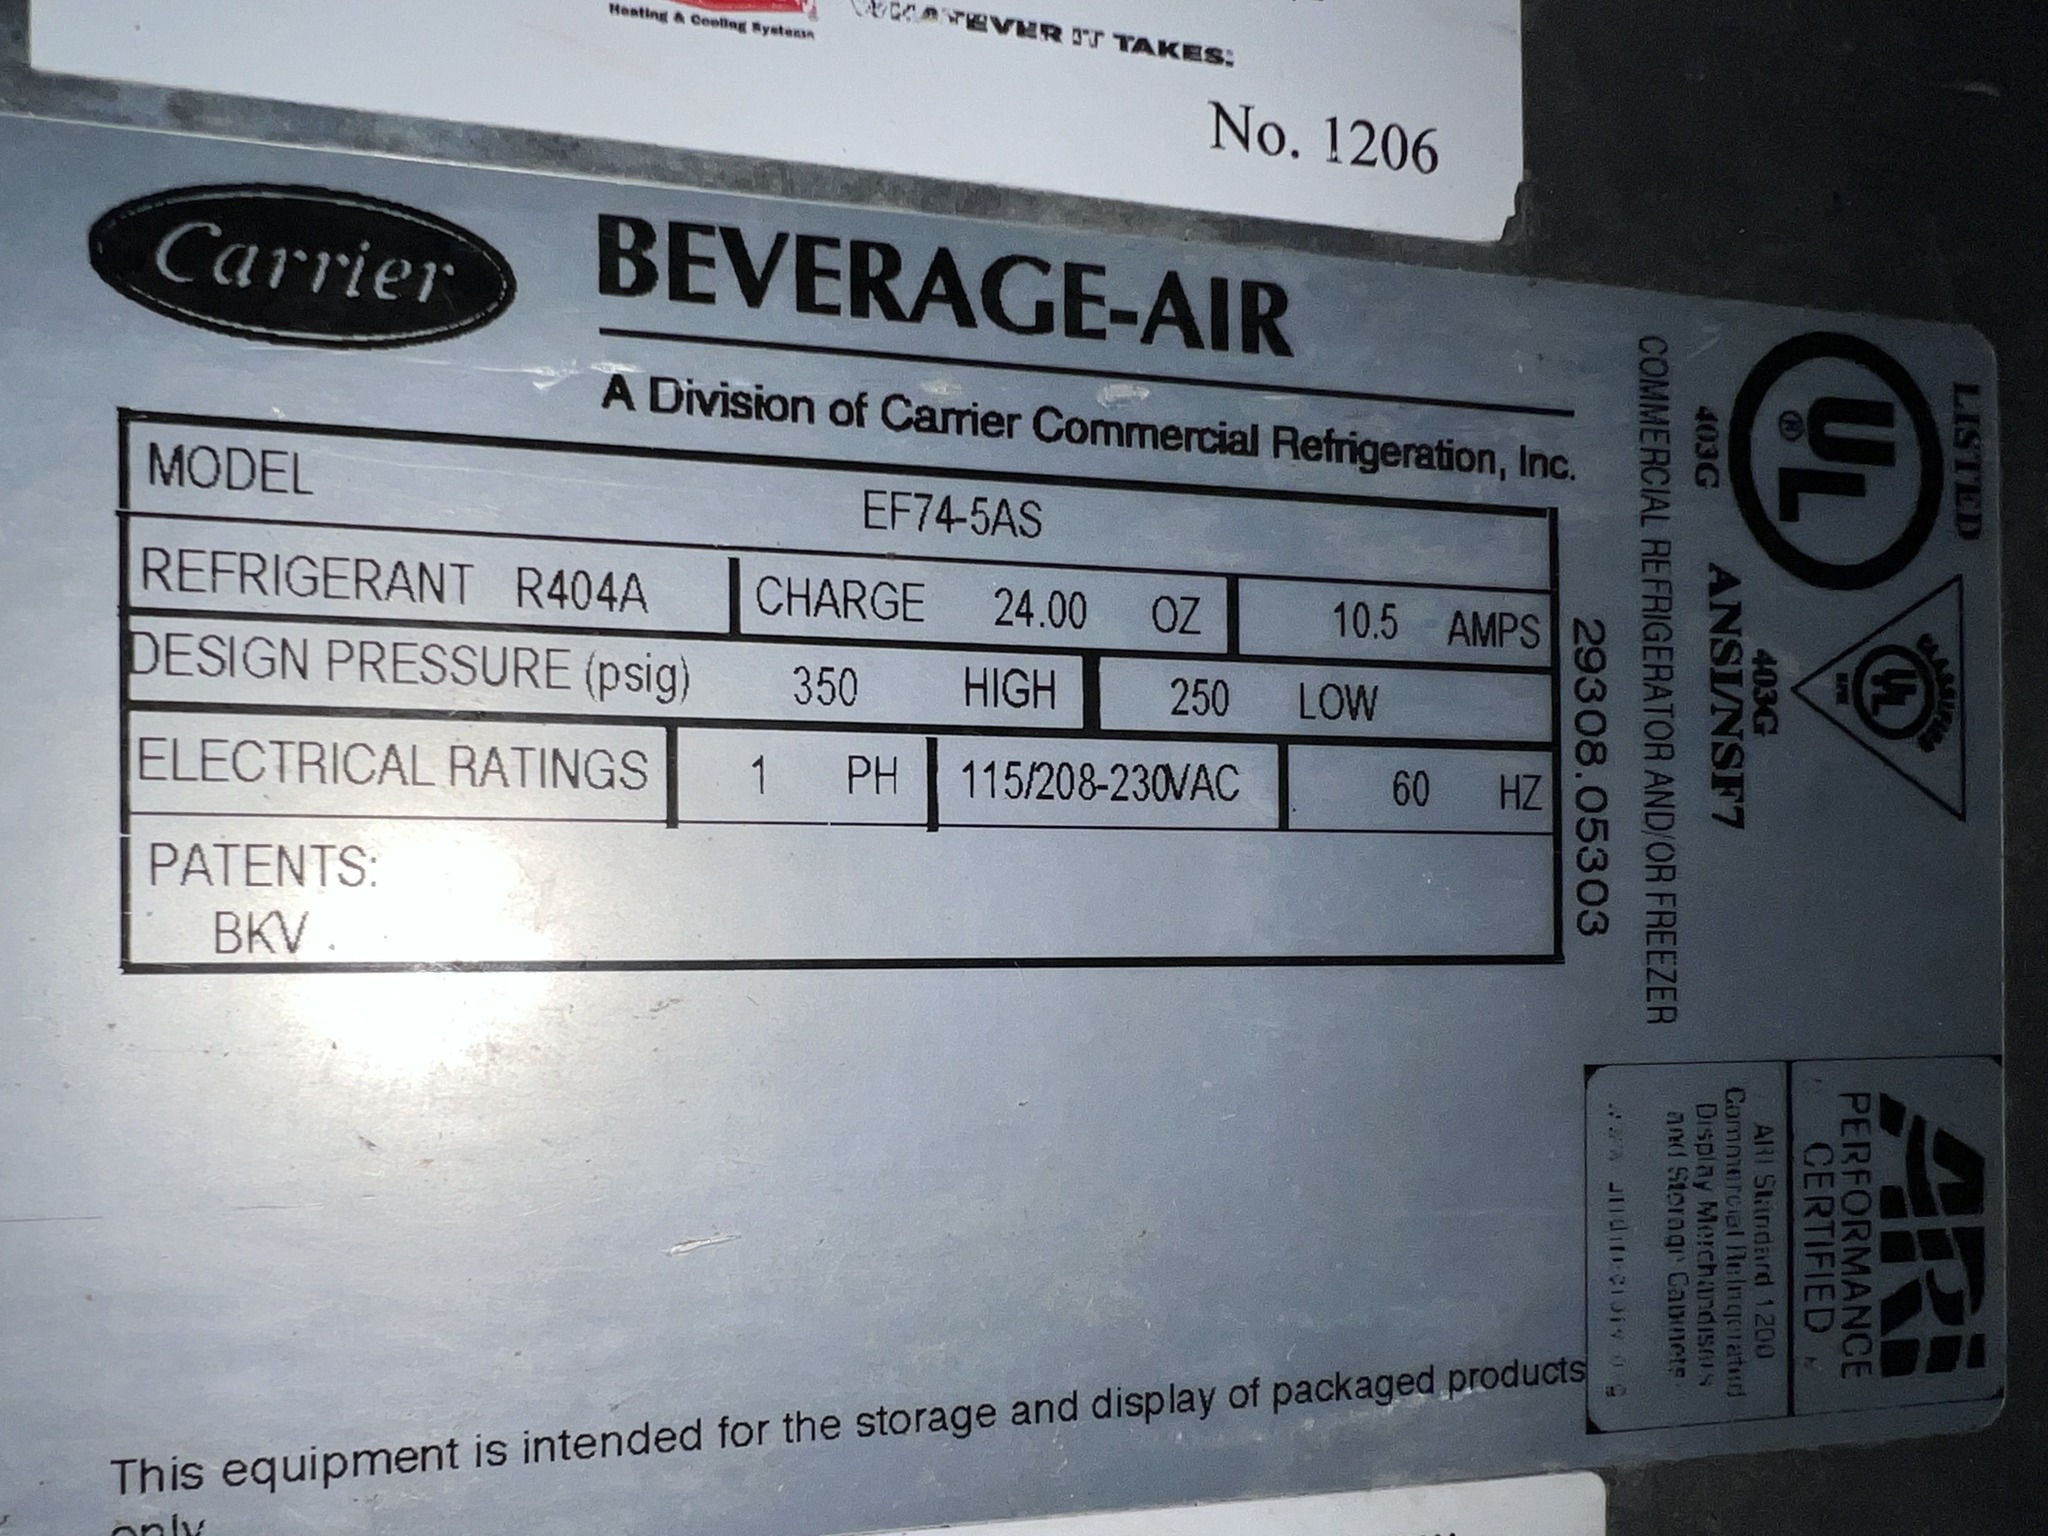 Heating & Cooling Systems
WHATEVER IT TAKES.
No. 1206
Carrier
BEVERAGE-AIR
A Division of Carrier Commercial Refrigeration, Inc.
MODEL EF74-5AS
REFRIGERANT R404A CHARGE 24.00 OZ 10.5 AMPS
DESIGN PRESSURE (psig) 350 HIGH 250 LOW
ELECTRICAL RATINGS 1 PH 115/208-230VAC 60 HZ
PATENTS:
BKV
29308.05303
LISTED
UL ®
403G
COMMERCIAL REFRIGERATOR AND/OR FREEZER
CLASSIFIED
UL
403G
ANSI/NSF7
ARI
PERFORMANCE
CERTIFIED
ARI Standard 1200
Commercial Refrigerated
Display Merchandisers
and Storage Cabinets
This equipment is intended for the storage and display of packaged products
only.